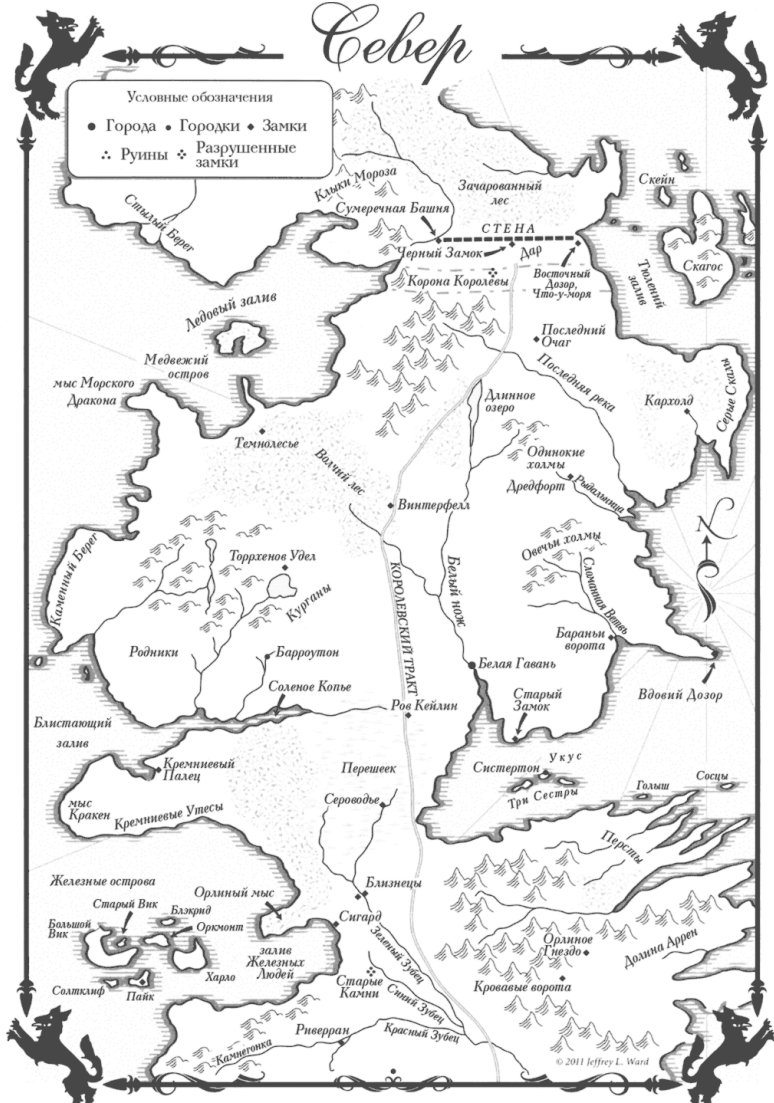 Север
Условные обозначения
Города
Городки
Замки
Руины
Разрушенные
замки
Клыки Мороза
Зачарованный
лес
Скейн
Стылый Берег
Сумеречная Башня
СТЕНА
Черный Замок
Дар
Восточный
Дозор,
Что-у-моря
Тюлений
залив
Скагос
Корона Королевы
Ледовый залив
Последний
Очаг
Медвежий
остров
мыс Морского
Дракона
Последняя река
Длинное
озеро
Кархолд
Серые Скалы
Темнолесье
Волчий лес
Одинокие
холмы
Дредфорт
Рыдальница
Винтерфелл
N
Каменный Берег
Торрхенов Удел
Курганы
КОРОЛЕВСКИЙ ТРАКТ
Белый нож
Овечьи холмы
Сломанная Ветвь
Родники
Барроутон
Бараньи
ворота
Белая Гавань
Соленое Копье
Старый
Замок
Вдовий Дозор
Ров Кейлин
Блистающий
залив
Кремниевый
Палец
Перешеек
Систертон
Укус
Три Сестры
Голыш
Сосцы
мыс
Кракен
Кремниевые Утесы
Сероводье
Персты
Железные острова
Орлиный мыс
Близнецы
Старый Вик
Блэкрид
Большой
Вик
Оркмонт
Сигард
залив
Железных
Людей
Зеленый Зубец
Орлиное
Гнездо
Долина Аррен
Харло
Солтклиф
Пайк
Старые
Камни
Синий Зубец
Кровавые ворота
Риверран
Красный Зубец
Камнегонка
© 2011 Jeffrey L. Ward